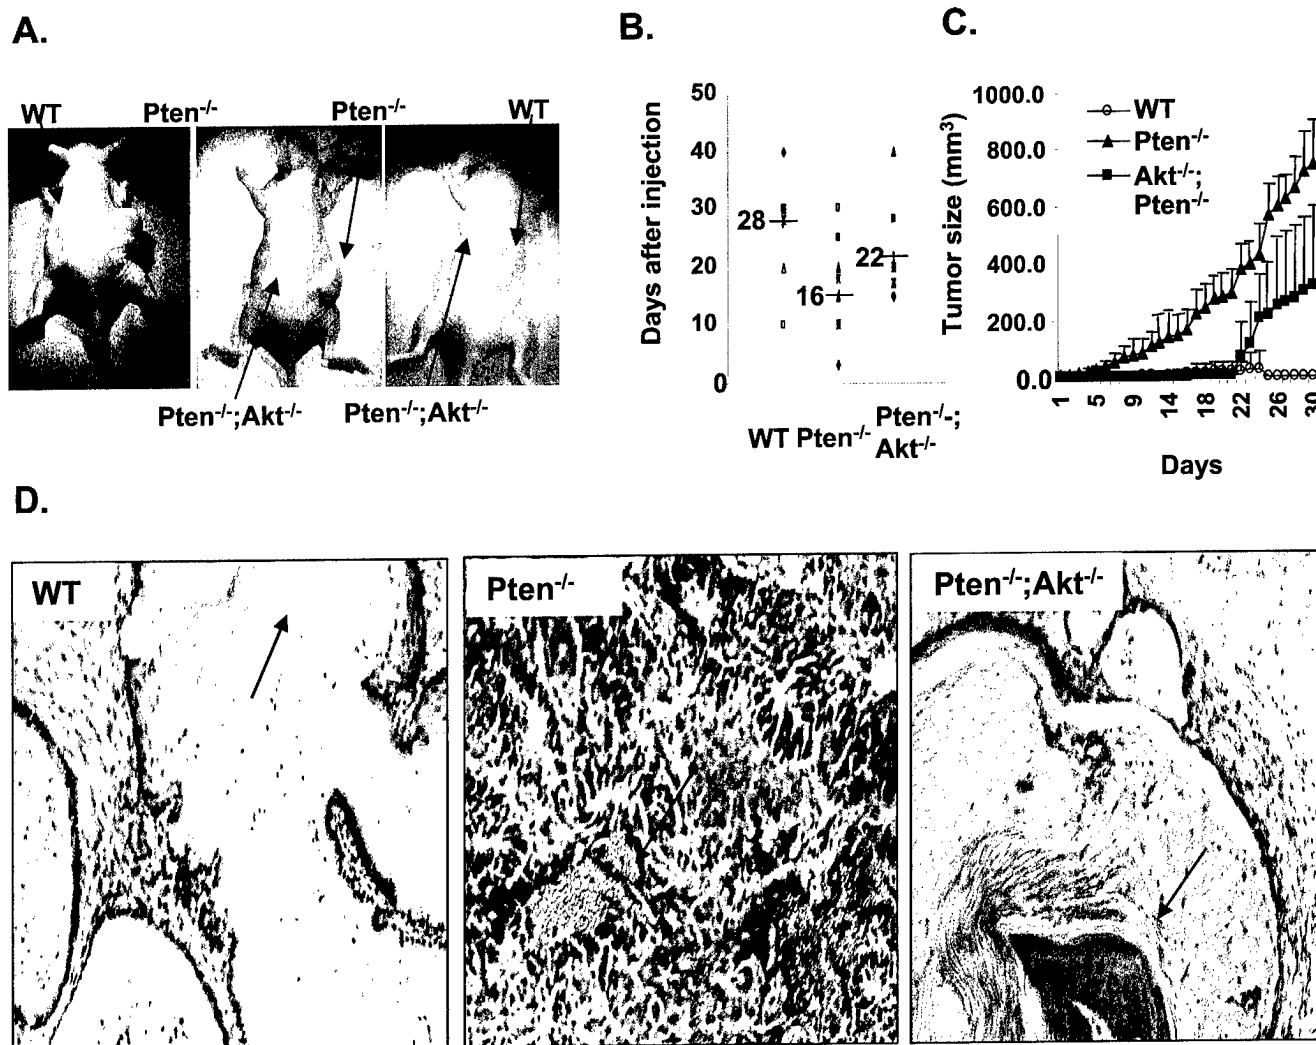 A.
WT Pten-/- Pten-/- WT
Pten-/-;Akt-/- Pten-/-;Akt-/-
B.
Days after injection
50
40
30
20
10
0
28
16
22
WT Pten-/- Pten-/-; Akt-/-
C.
Tumor size (mm3)
1000.0
800.0
600.0
400.0
200.0
0.0
WT
Pten-/-
Akt-/-;
Pten-/-
1 5 9 14 18 22 26 30
Days
D.
WT
Pten-/-
Pten-/-;Akt-/-